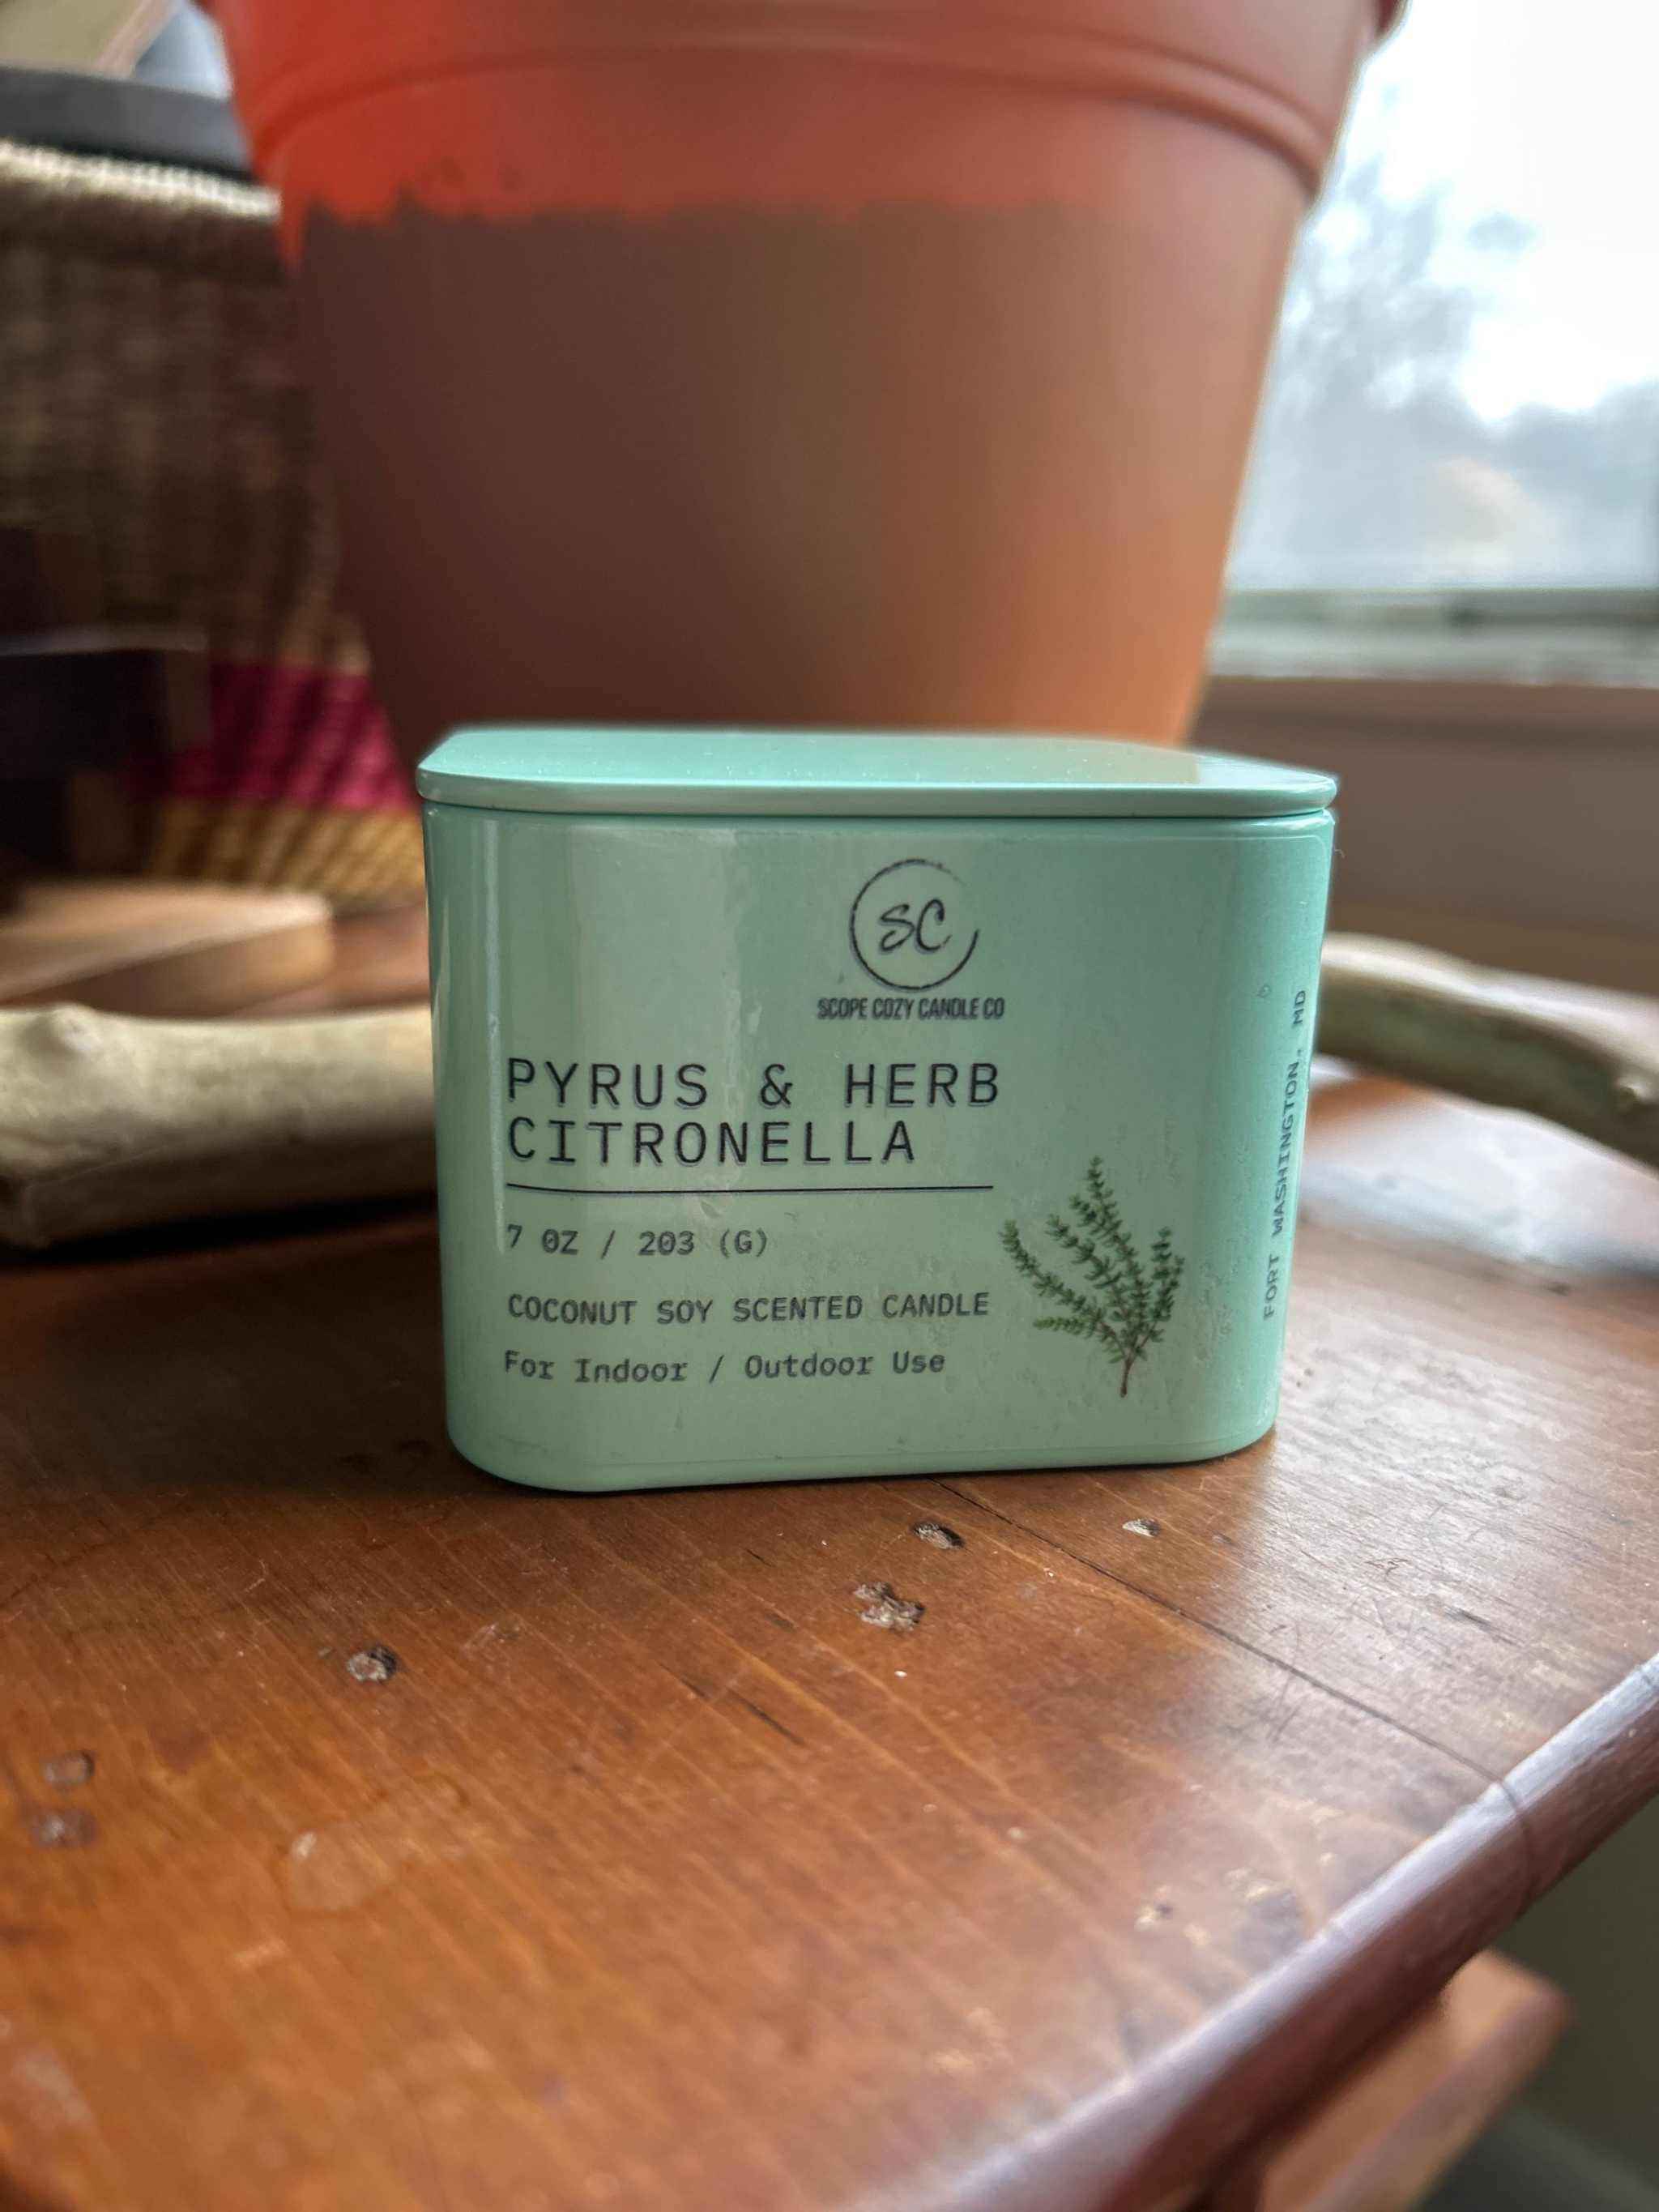 SC
SCOPE COZY CANDLE CO
PYRUS & HERB
CITRONELLA
7 OZ / 203 (G)
COCONUT SOY SCENTED CANDLE
For Indoor / Outdoor Use
FORT WASHINGTON, MD